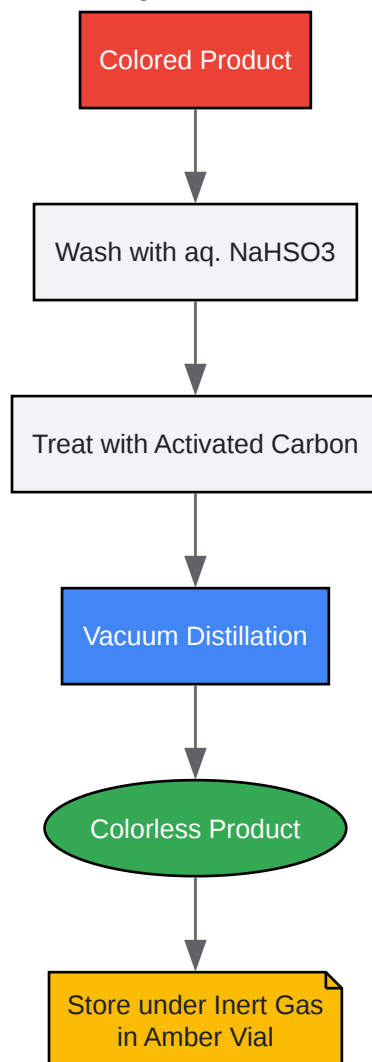 Colored Product
Wash with aq. NaHSO3
Treat with Activated Carbon
Vacuum Distillation
Colorless Product
Store under Inert Gas
in Amber Vial